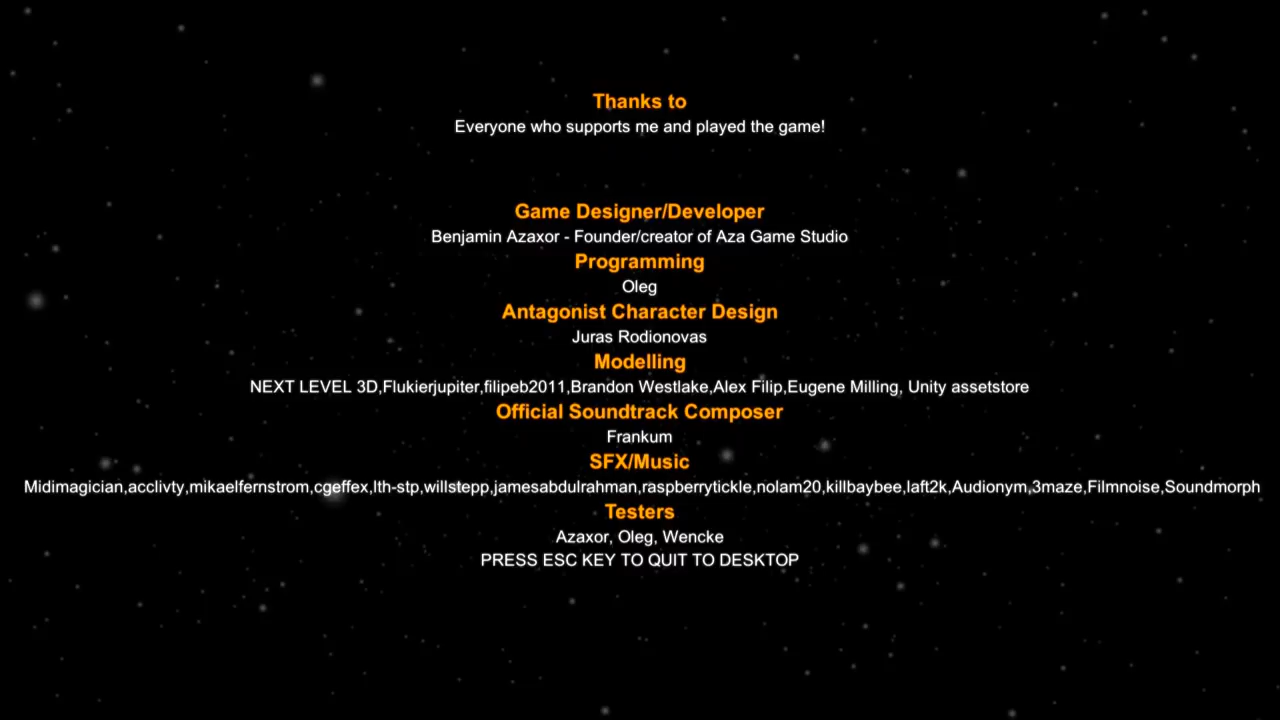 Thanks to
Everyone who supports me and played the game!
Game Designer/Developer
Benjamin Azaxor - Founder/creator of Aza Game Studio
Programming
Oleg
Antagonist Character Design
Juras Rodionovas
Modelling
NEXT LEVEL 3D,Flukierjupiter,filipeb2011,Brandon Westlake,Alex Filip,Eugene Milling, Unity assetstore
Official Soundtrack Composer
Frankum
SFX/Music
Midimagician,acclivty,mikaelfernstrom,cgeffex,lth-stp,willstepp,jamesabdulrahman,raspberrytickle,nolam20,killbaybee,laft2k,Audionym,3maze,Filmnoise,Soundmorph
Testers
Azaxor, Oleg, Wencke
PRESS ESC KEY TO QUIT TO DESKTOP